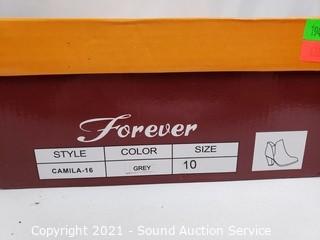 Forever
STYLE COLOR SIZE
CAMILA-16 GREY 10
Copyright 2021 - Sound Auction Service